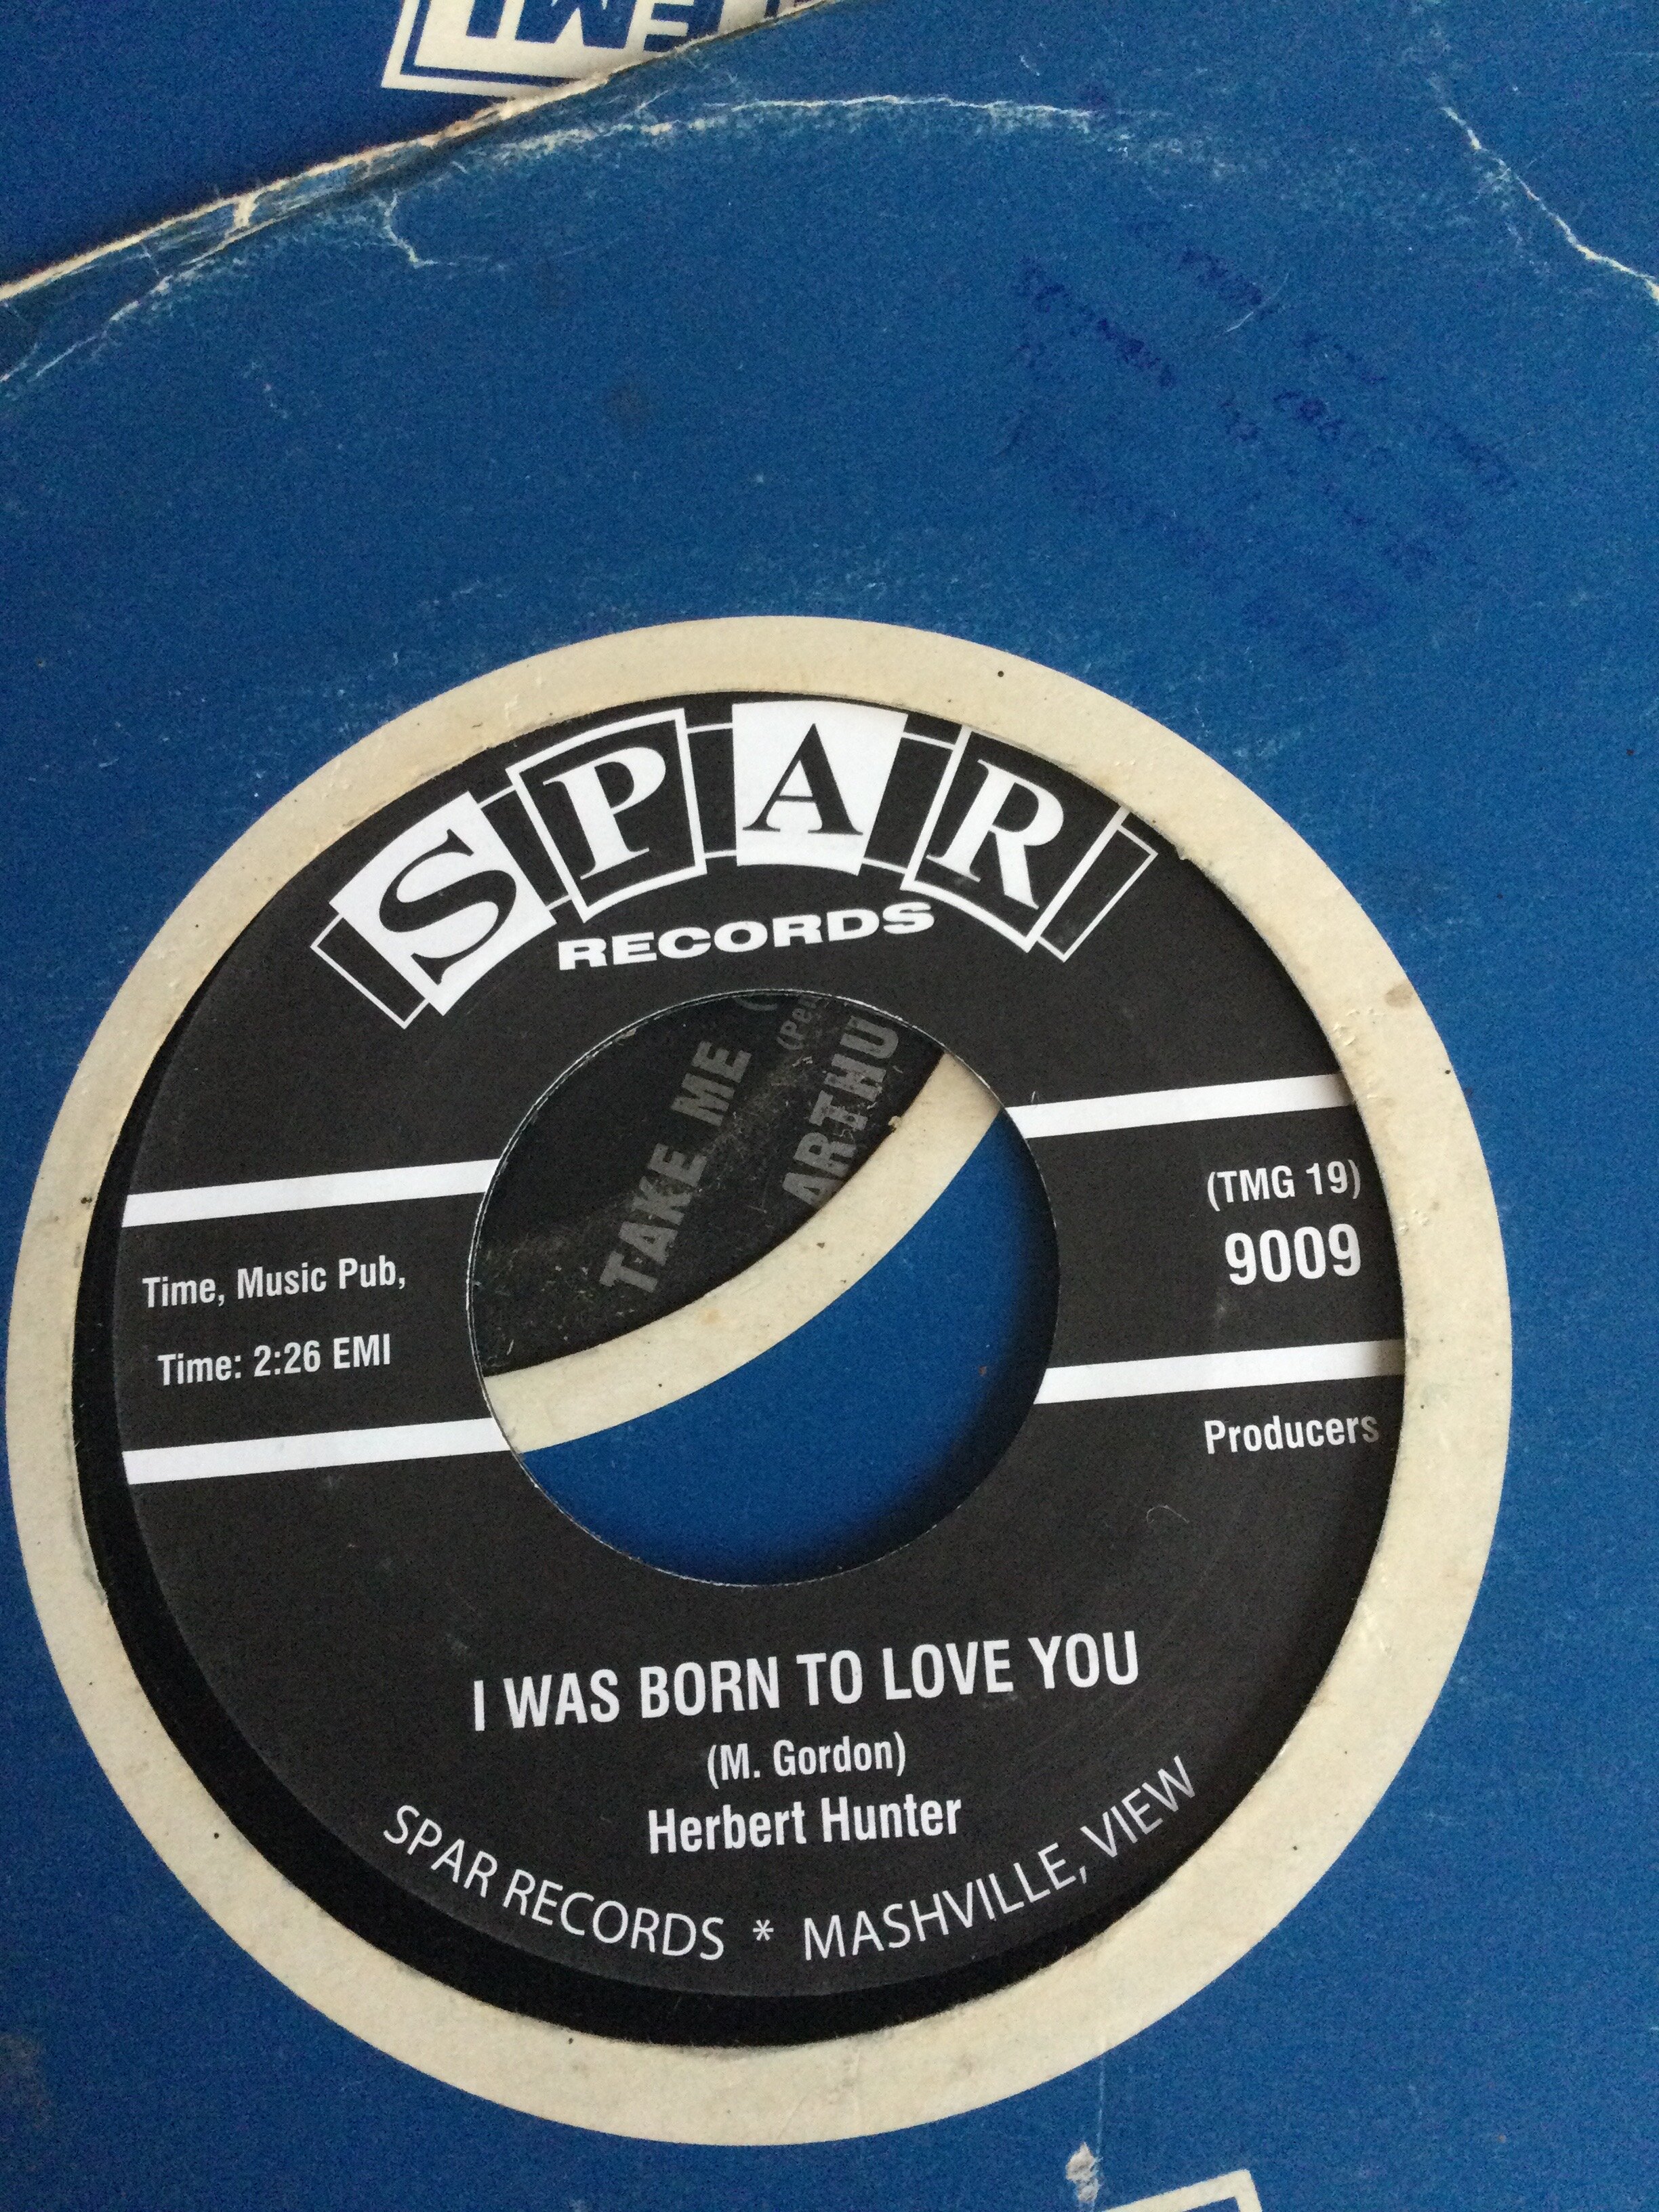 EMI
SPAR
RECORDS
TAKE ME
ARTHU
(TMG 19)
9009
Time, Music Pub,
Time: 2:26 EMI
Producers
I WAS BORN TO LOVE YOU
(M. Gordon)
Herbert Hunter
SPAR RECORDS * MASHVILLE, VIEW